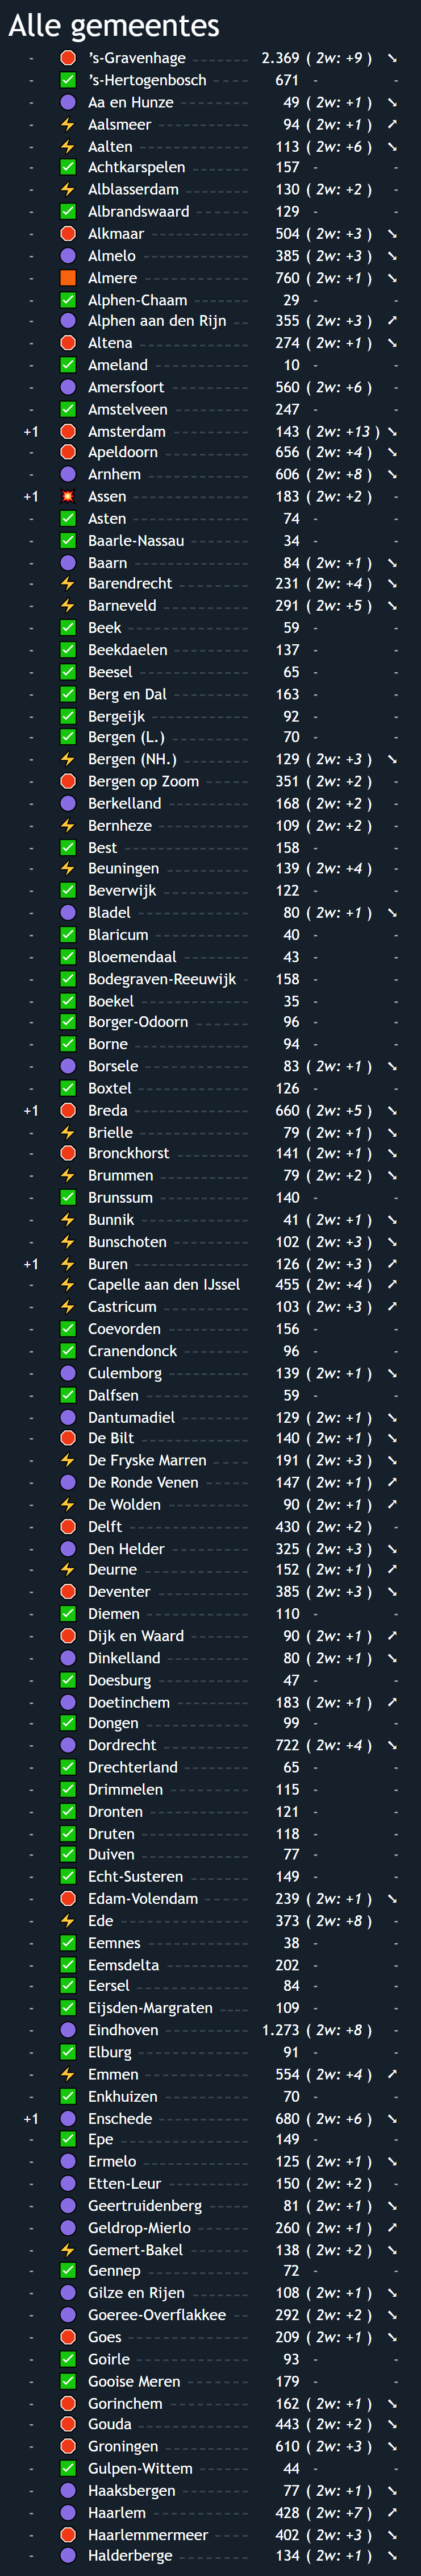 Alle gemeentes
- 's-Gravenhage 2.369 ( 2w: +9 ) ↘
- ✓ 's-Hertogenbosch 671 - -
- Aa en Hunze 49 ( 2w: +1 ) ↘
- ⚡ Aalsmeer 94 ( 2w: +1 ) ↗
- ⚡ Aalten 113 ( 2w: +6 ) ↘
- ✓ Achtkarspelen 157 - -
- ⚡ Alblasserdam 130 ( 2w: +2 ) -
- ✓ Albrandswaard 129 - -
- Alkmaar 504 ( 2w: +3 ) ↘
- Almelo 385 ( 2w: +3 ) ↘
- Almere 760 ( 2w: +1 ) ↘
- ✓ Alphen-Chaam 29 - -
- Alphen aan den Rijn 355 ( 2w: +3 ) ↗
- Altena 274 ( 2w: +1 ) ↘
- ✓ Ameland 10 - -
- Amersfoort 560 ( 2w: +6 ) -
- ✓ Amstelveen 247 - -
+1 Amsterdam 143 ( 2w: +13 ) ↘
- Apeldoorn 656 ( 2w: +4 ) ↘
- Arnhem 606 ( 2w: +8 ) ↘
+1 Assen 183 ( 2w: +2 ) -
- ✓ Asten 74 - -
- ✓ Baarle-Nassau 34 - -
- Baarn 84 ( 2w: +1 ) ↘
- ⚡ Barendrecht 231 ( 2w: +4 ) ↘
- ⚡ Barneveld 291 ( 2w: +5 ) ↘
- ✓ Beek 59 - -
- ✓ Beekdaelen 137 - -
- ✓ Beesel 65 - -
- ✓ Berg en Dal 163 - -
- ✓ Bergeijk 92 - -
- ✓ Bergen (L.) 70 - -
- ⚡ Bergen (NH.) 129 ( 2w: +3 ) ↘
- Bergen op Zoom 351 ( 2w: +2 ) -
- Berkelland 168 ( 2w: +2 ) -
- ⚡ Bernheze 109 ( 2w: +2 ) -
- ✓ Best 158 - -
- ⚡ Beuningen 139 ( 2w: +4 ) -
- ✓ Beverwijk 122 - -
- Bladel 80 ( 2w: +1 ) ↘
- ✓ Blaricum 40 - -
- ✓ Bloemendaal 43 - -
- ✓ Bodegraven-Reeuwijk 158 - -
- ✓ Boekel 35 - -
- ✓ Borger-Odoorn 96 - -
- ✓ Borne 94 - -
- Borsele 83 ( 2w: +1 ) ↘
- ✓ Boxtel 126 - -
+1 Breda 660 ( 2w: +5 ) ↘
- ⚡ Brielle 79 ( 2w: +1 ) ↘
- Bronckhorst 141 ( 2w: +1 ) ↘
- ⚡ Brummen 79 ( 2w: +2 ) ↘
- ✓ Brunssum 140 - -
- ⚡ Bunnik 41 ( 2w: +1 ) ↘
- ⚡ Bunschoten 102 ( 2w: +3 ) ↘
+1 ⚡ Buren 126 ( 2w: +3 ) ↗
- ⚡ Capelle aan den IJssel 455 ( 2w: +4 ) ↗
- ⚡ Castricum 103 ( 2w: +3 ) ↗
- ✓ Coevorden 156 - -
- ✓ Cranendonck 96 - -
- Culemborg 139 ( 2w: +1 ) ↘
- ✓ Dalfsen 59 - -
- Dantumadiel 129 ( 2w: +1 ) ↘
- De Bilt 140 ( 2w: +1 ) ↘
- ⚡ De Fryske Marren 191 ( 2w: +3 ) ↘
- De Ronde Venen 147 ( 2w: +1 ) ↗
- ⚡ De Wolden 90 ( 2w: +1 ) ↗
- Delft 430 ( 2w: +2 ) -
- Den Helder 325 ( 2w: +3 ) ↘
- ⚡ Deurne 152 ( 2w: +1 ) ↗
- Deventer 385 ( 2w: +3 ) ↘
- ✓ Diemen 110 - -
- Dijk en Waard 90 ( 2w: +1 ) ↗
- Dinkelland 80 ( 2w: +1 ) ↘
- ✓ Doesburg 47 - -
- Doetinchem 183 ( 2w: +1 ) ↗
- ✓ Dongen 99 - -
- Dordrecht 722 ( 2w: +4 ) ↘
- ✓ Drechterland 65 - -
- ✓ Drimmelen 115 - -
- ✓ Dronten 121 - -
- ✓ Druten 118 - -
- ✓ Duiven 77 - -
- ✓ Echt-Susteren 149 - -
- Edam-Volendam 239 ( 2w: +1 ) ↘
- ⚡ Ede 373 ( 2w: +8 ) -
- ✓ Eemnes 38 - -
- ✓ Eemsdelta 202 - -
- ✓ Eersel 84 - -
- ✓ Eijsden-Margraten 109 - -
- Eindhoven 1.273 ( 2w: +8 ) -
- ✓ Elburg 91 - -
- ⚡ Emmen 554 ( 2w: +4 ) ↗
- ✓ Enkhuizen 70 - -
+1 Enschede 680 ( 2w: +6 ) ↘
- ✓ Epe 149 - -
- Ermelo 125 ( 2w: +1 ) ↘
- Etten-Leur 150 ( 2w: +2 ) -
- Geertruidenberg 81 ( 2w: +1 ) ↘
- Geldrop-Mierlo 260 ( 2w: +1 ) ↗
- ⚡ Gemert-Bakel 138 ( 2w: +2 ) ↘
- ✓ Gennep 72 - -
- Gilze en Rijen 108 ( 2w: +1 ) ↘
- Goeree-Overflakkee 292 ( 2w: +2 ) ↘
- Goes 209 ( 2w: +1 ) ↘
- ✓ Goirle 93 - -
- ✓ Gooise Meren 179 - -
- Gorinchem 162 ( 2w: +1 ) ↘
- Gouda 443 ( 2w: +2 ) ↘
- Groningen 610 ( 2w: +3 ) ↘
- ✓ Gulpen-Wittem 44 - -
- Haaksbergen 77 ( 2w: +1 ) ↘
- Haarlem 428 ( 2w: +7 ) ↗
- Haarlemmermeer 402 ( 2w: +3 ) ↘
- Halderberge 134 ( 2w: +1 ) ↘